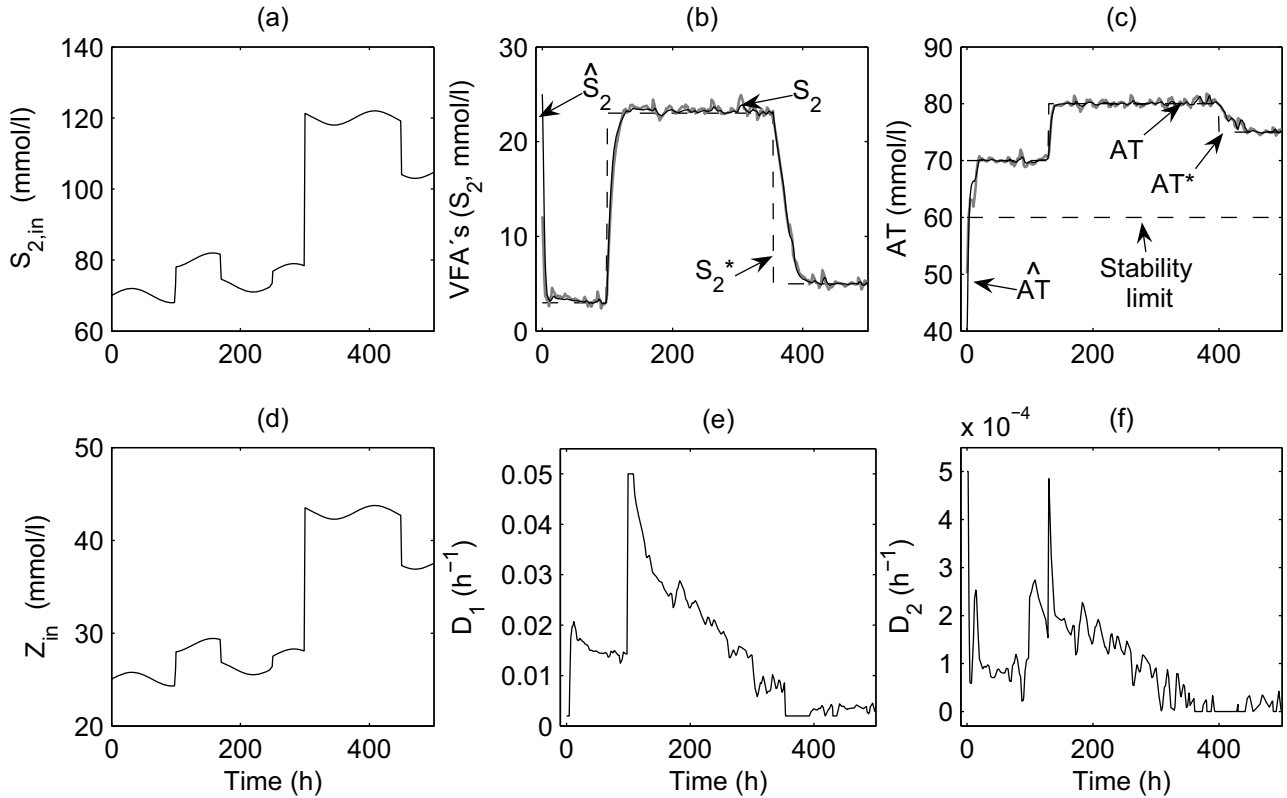 (a)
140
120
100
80
60
0
200
400
S2,in (mmol/l)
(b)
30
20
10
0
0
200
400
VFA´s (S2, mmol/l)
Ŝ2
S2
S2*
(c)
90
80
70
60
50
40
0
200
400
AT (mmol/l)
AT
AT*
Stability
limit
ÂT
(d)
50
40
30
20
0
200
400
Zin (mmol/l)
Time (h)
(e)
0.05
0.04
0.03
0.02
0.01
0
0
200
400
D1 (h−1)
Time (h)
x 10−4
(f)
5
4
3
2
1
0
0
200
400
D2 (h−1)
Time (h)